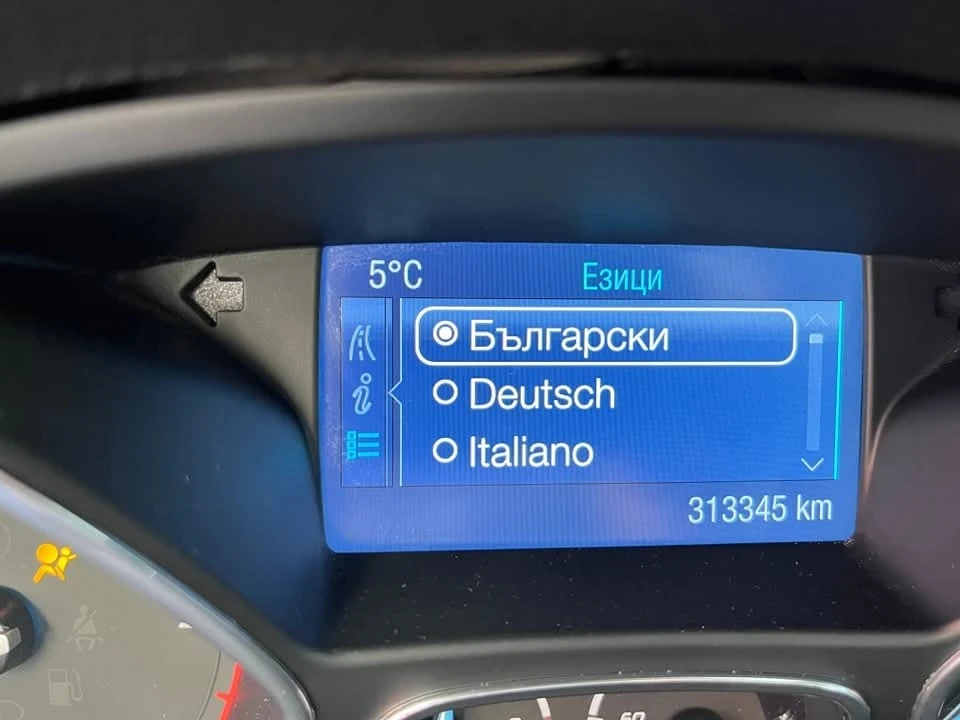 5°C Езици
Български
Deutsch
Italiano
313345 km